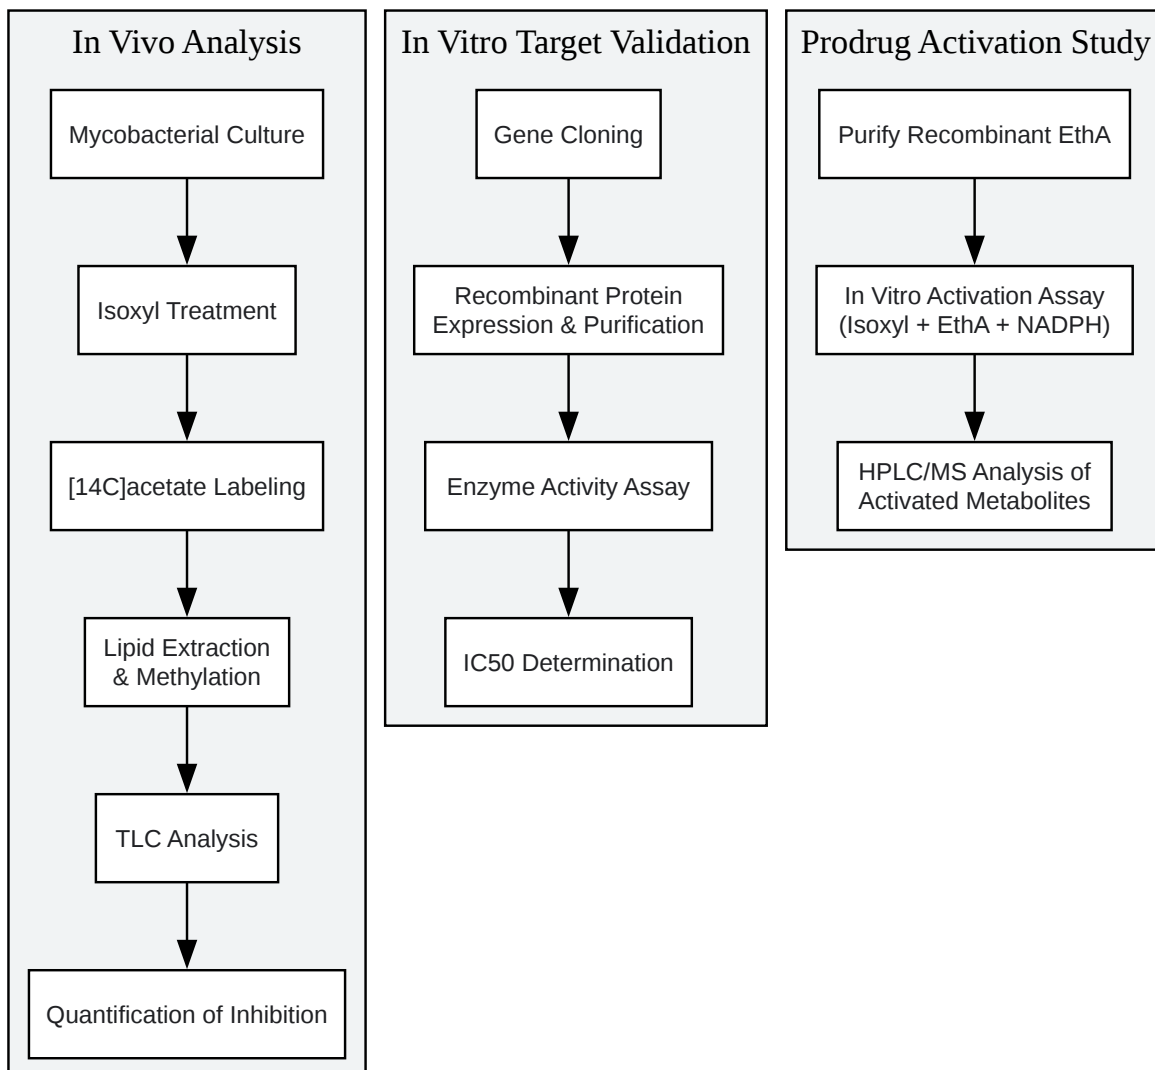 In Vivo Analysis
Mycobacterial Culture
Isoxyl Treatment
[14C]acetate Labeling
Lipid Extraction
& Methylation
TLC Analysis
Quantification of Inhibition
In Vitro Target Validation
Gene Cloning
Recombinant Protein
Expression & Purification
Enzyme Activity Assay
IC50 Determination
Prodrug Activation Study
Purify Recombinant EthA
In Vitro Activation Assay
(Isoxyl + EthA + NADPH)
HPLC/MS Analysis of
Activated Metabolites